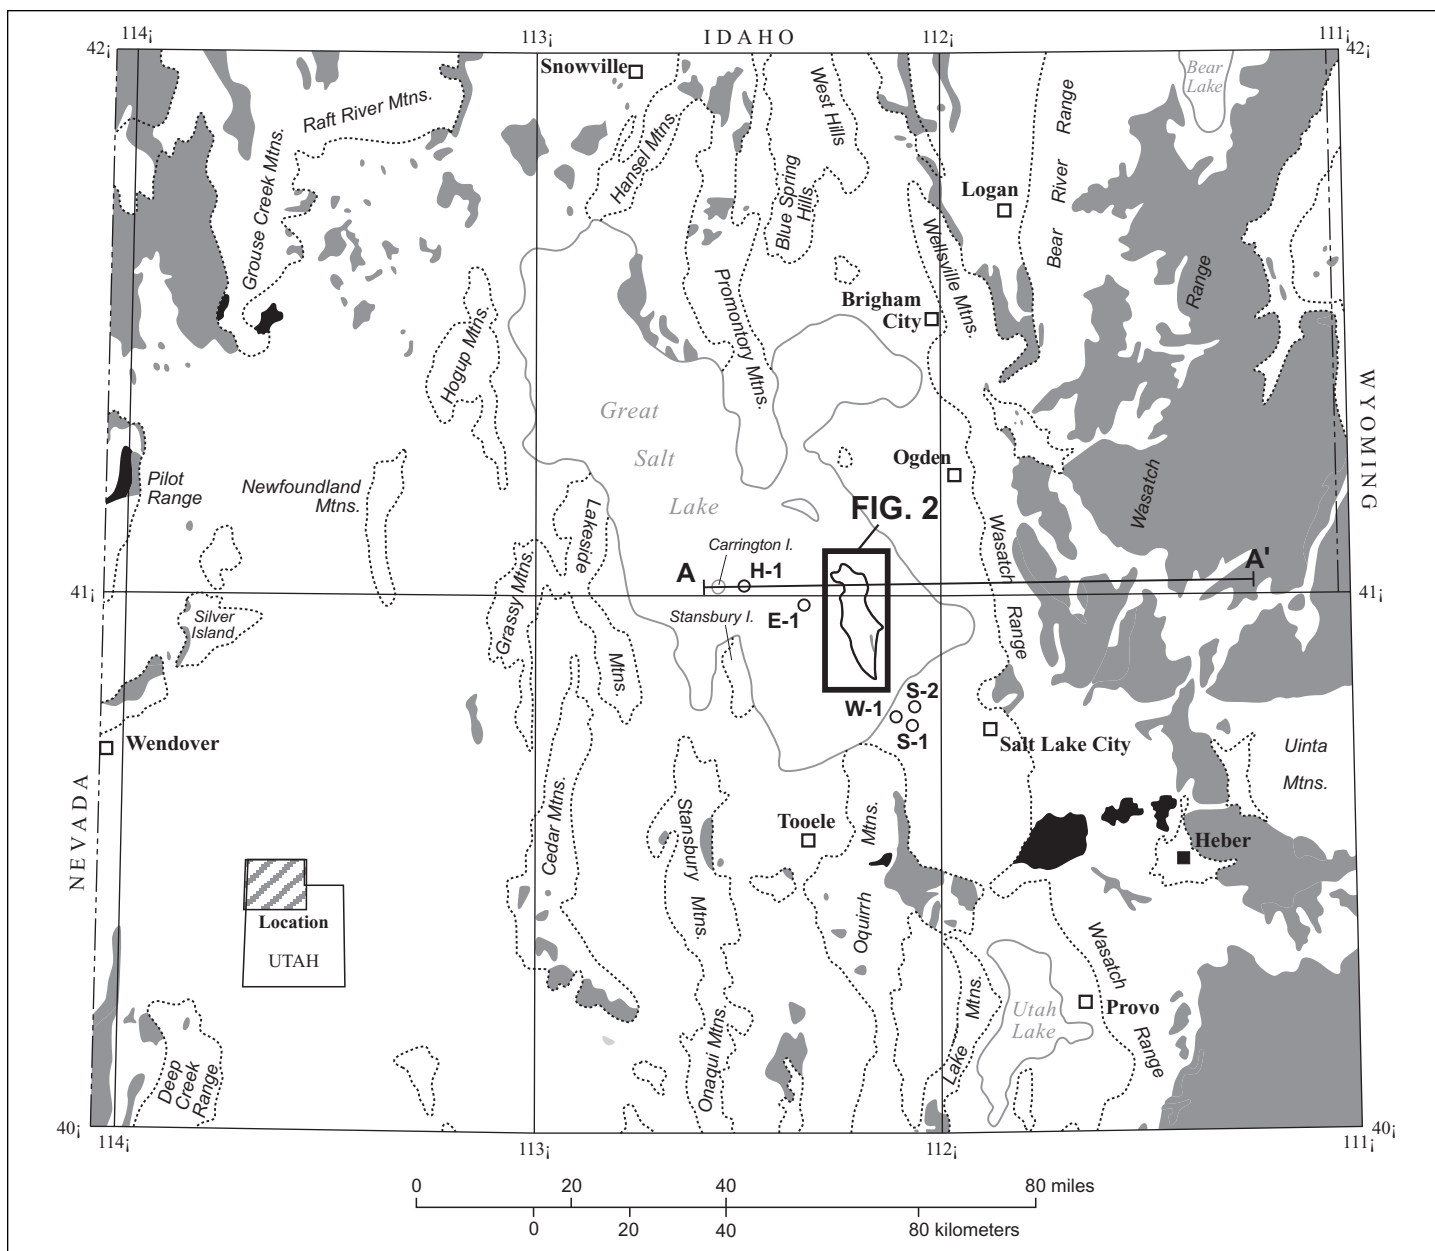 114¡
113¡
IDAHO
112¡
111¡
42¡
42¡
Snowville
Bear
Lake
Raft River Mtns.
Grouse Creek Mtns.
Hansel Mtns.
West Hills
Blue Spring
Hills
Logan
Bear River Range
Wellsville Mtns.
Promontory Mtns.
Brigham
City
Hogup Mtns.
Wasatch Range
WYOMING
Great
Salt
Lake
Ogden
Pilot
Range
Newfoundland
Mtns.
Lakeside
Mtns.
FIG. 2
Wasatch
Range
Carrington I.
A
H-1
A'
41¡
41¡
Grassy Mtns.
Stansbury I.
E-1
Silver
Island
S-2
W-1
S-1
Wendover
Salt Lake City
Uinta
Mtns.
NEVADA
Cedar Mtns.
Stansbury
Mtns
Tooele
Oquirrh
Mtns.
Heber
Location
UTAH
Wasatch
Range
Lake
Mtns.
Utah
Lake
Provo
Deep
Creek
Range
Onaqui Mtns.
40¡
40¡
114¡
113¡
112¡
111¡
0
20
40
80 miles
0
20
40
80 kilometers